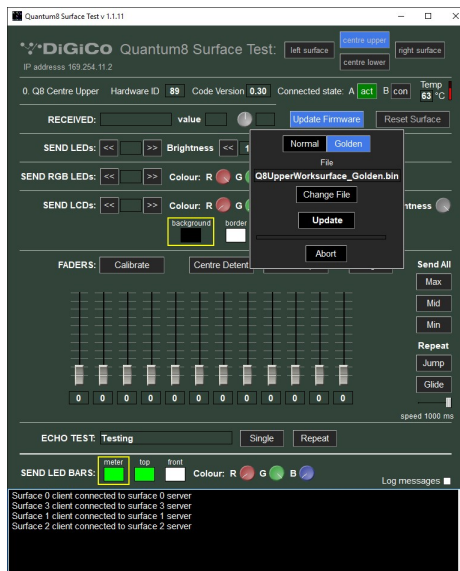 Quantum8 Surface Test v 1.1.11
DiGiCo Quantum8 Surface Test:
left surface
centre upper
centre lower
right surface
IP addresss 169.254.11.2
0. Q8 Centre Upper Hardware ID 89 Code Version 0.30 Connected state: A act B con Temp 63 °C
RECEIVED: value Update Firmware Reset Surface
Normal Golden
File
Q8UpperWorksurface_Golden.bin
Change File
Update
Abort
SEND LEDs: << >> Brightness << 1
SEND RGB LEDs: << >> Colour: R G
SEND LCDs: << >> Colour: R G
background border
FADERS: Calibrate Centre Detent
Send All
Max
Mid
Min
Repeat
Jump
Glide
speed 1000 ms
0 0 0 0 0 0 0 0 0 0 0 0
ECHO TEST: Testing Single Repeat
meter top front
SEND LED BARS: Colour: R G B
Log messages
Surface 0 client connected to surface 0 server
Surface 3 client connected to surface 3 server
Surface 1 client connected to surface 1 server
Surface 2 client connected to surface 2 server